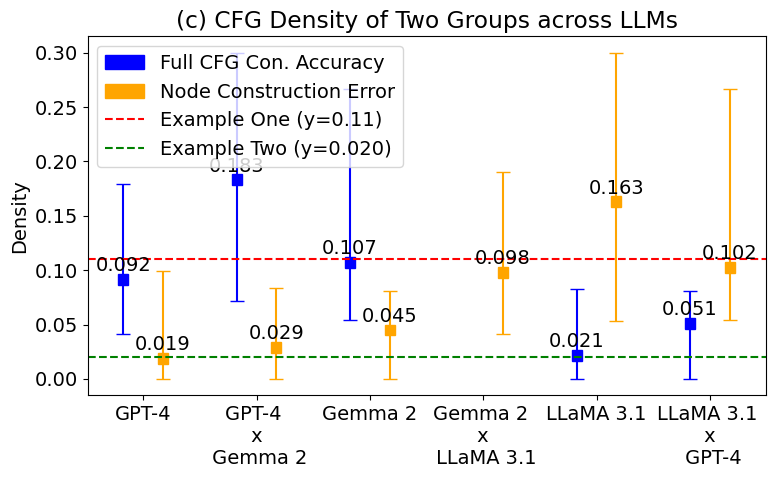 (c) CFG Density of Two Groups across LLMs
Full CFG Con. Accuracy
Node Construction Error
Example One (y=0.11)
Example Two (y=0.020)
Density
0.30
0.25
0.20
0.15
0.10
0.05
0.00
0.092
0.019
0.183
0.029
0.107
0.045
0.098
0.021
0.163
0.051
0.102
GPT-4
GPT-4
x
Gemma 2
Gemma 2
Gemma 2
x
LLaMA 3.1
LLaMA 3.1
LLaMA 3.1
x
GPT-4